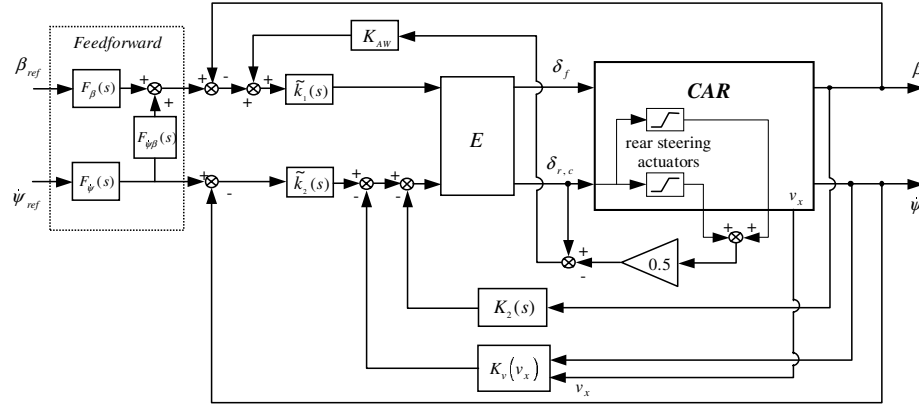 Feedforward
β_ref
F_β(s)
+
+
+
-
+
+
K_AW
k̃_1(s)
F_ψ̇β(s)
ψ̇_ref
F_ψ̇(s)
+
-
k̃_2(s)
+
-
+
-
E
δ_f
δ_r,c
CAR
rear steering
actuators
v_x
β
ψ̇
+
+
+
-
0.5
K_2(s)
K_v(v_x)
v_x